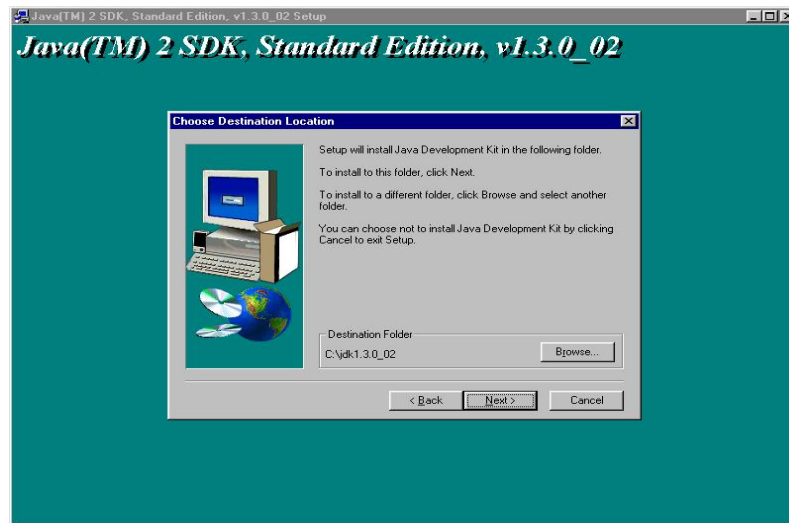 Java(TM) 2 SDK, Standard Edition, v1.3.0_02 Setup
Java(TM) 2 SDK, Standard Edition, v1.3.0_02
Choose Destination Location
Setup will install Java Development Kit in the following folder.
To install to this folder, click Next.
To install to a different folder, click Browse and select another
folder.
You can choose not to install Java Development Kit by clicking
Cancel to exit Setup.
Destination Folder
C:\jdk1.3.0_02
Browse...
< Back
Next >
Cancel